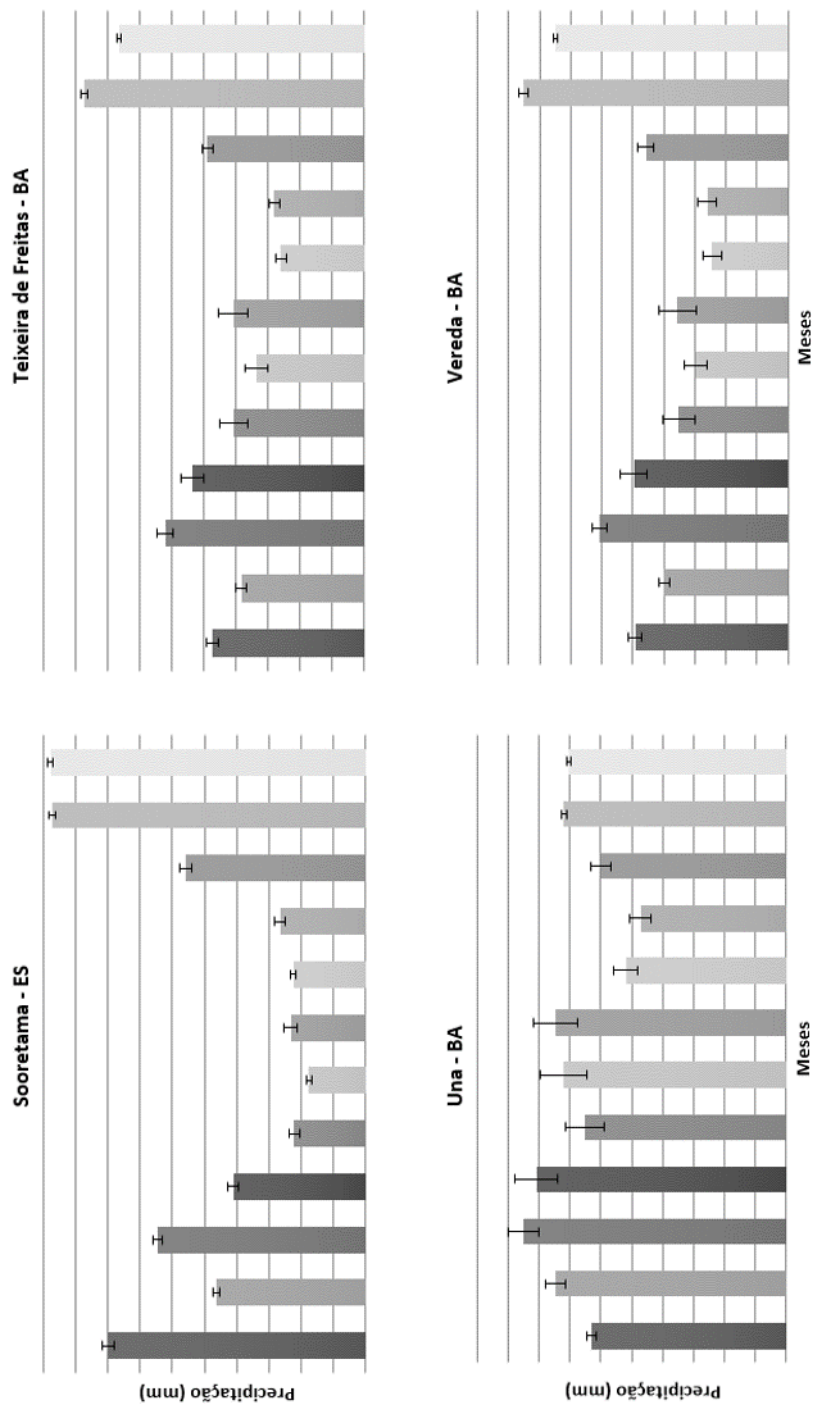 Sooretama - ES
Teixeira de Freitas - BA
Precipitação (mm)
Una - BA
Vereda - BA
Precipitação (mm)
Meses
Meses